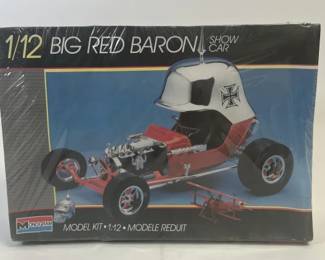 1/12 BIG RED BARON SHOW
CAR
Monogram
MODEL KIT • 1:12 • MODELE REDUIT